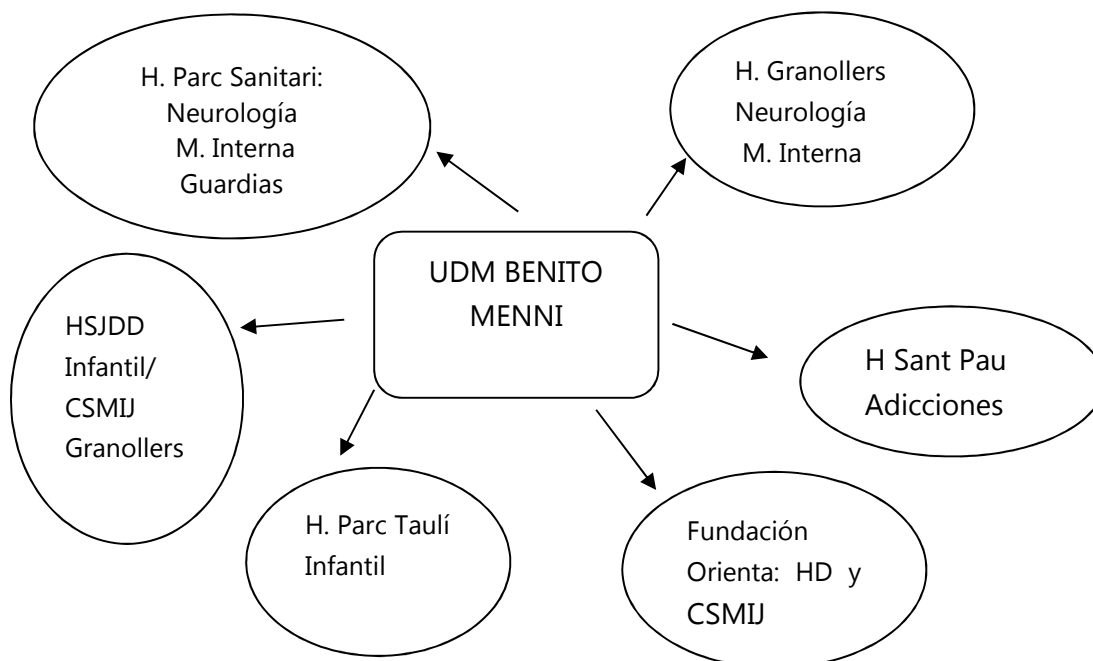 H. Parc Sanitari:
Neurología
M. Interna
Guardias
H. Granollers
Neurología
M. Interna
UDM BENITO
MENNI
HSJDD
Infantil/
CSMIJ
Granollers
H Sant Pau
Adicciones
H. Parc Taulí
Infantil
Fundación
Orienta: HD y
CSMIJ